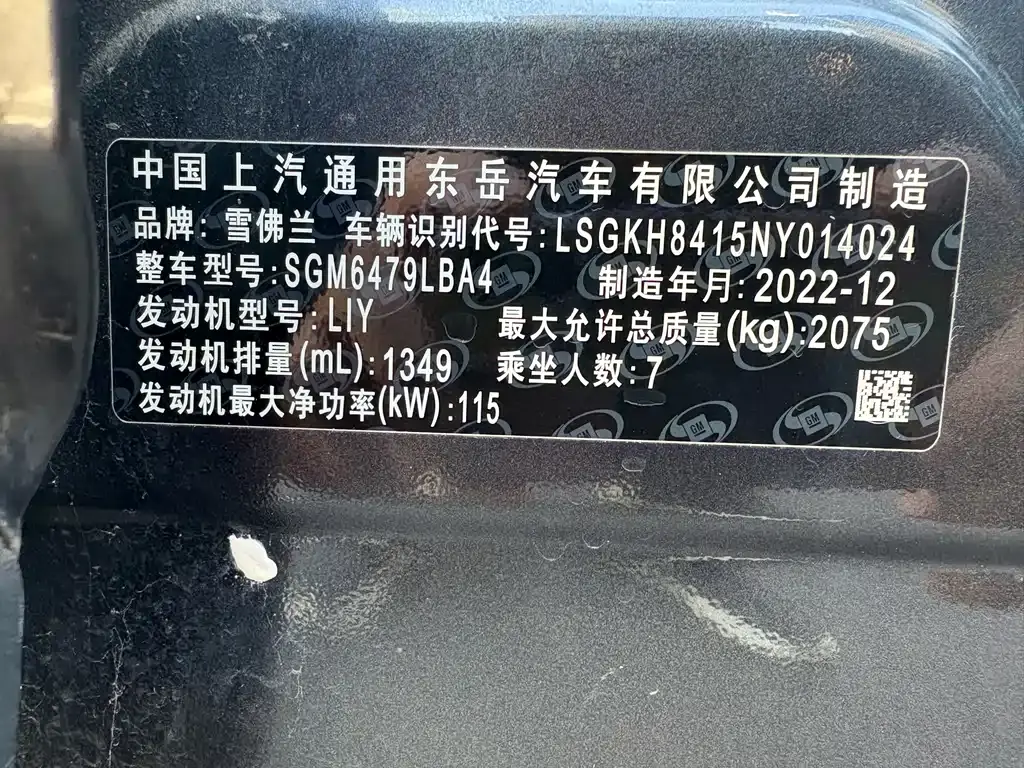 中国上汽通用东岳汽车有限公司制造
品牌: 雪佛兰 车辆识别代号:LSGKH8415NY014024
整车型号:SGM6479LBA4 制造年月:2022-12
发动机型号:LIY 最大允许总质量(kg):2075
发动机排量(mL):1349 乘坐人数:7
发动机最大净功率(kW):115